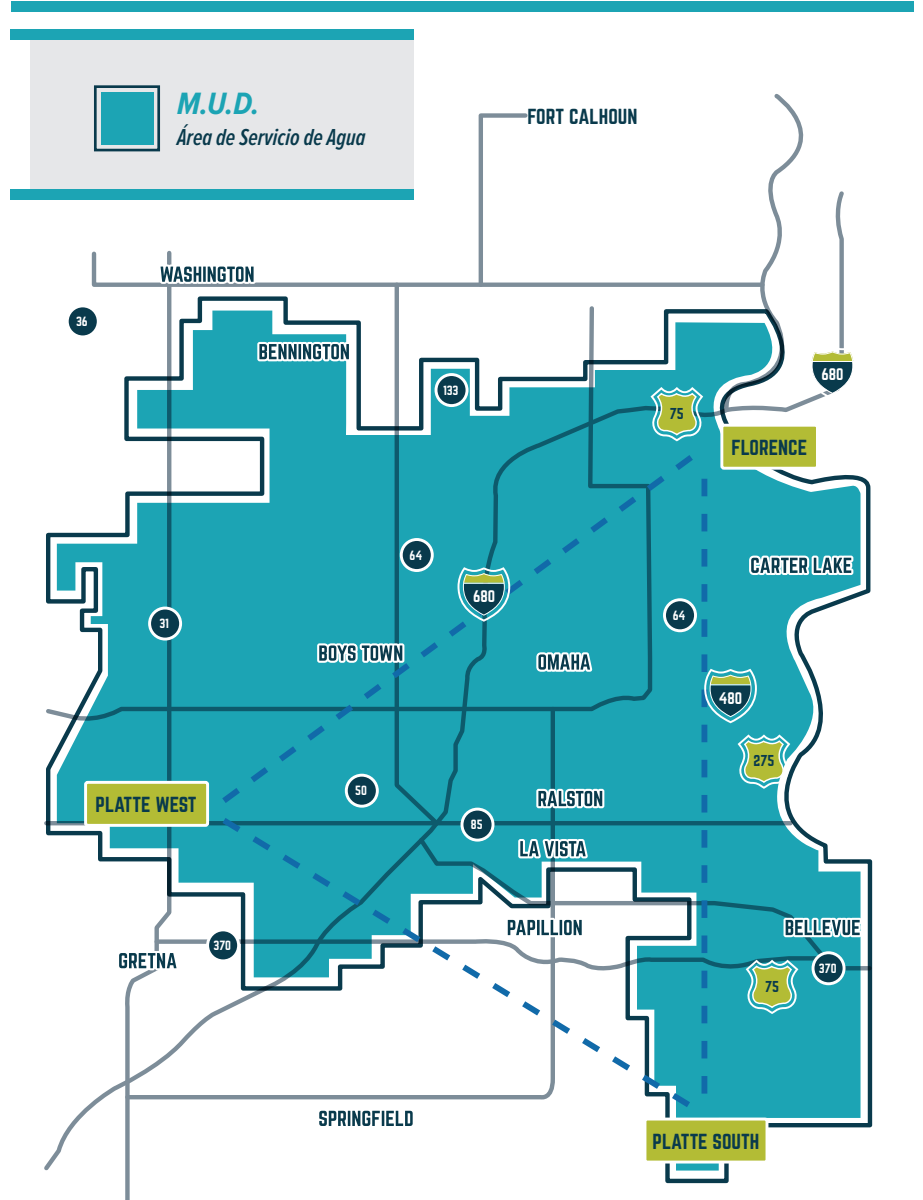 M.U.D.
Área de Servicio de Agua
FORT CALHOUN
WASHINGTON
36
BENNINGTON
133
680
75
FLORENCE
64
CARTER LAKE
680
31
64
BOYS TOWN
OMAHA
480
275
50
PLATTE WEST
RALSTON
85
LA VISTA
PAPILLION
BELLEVUE
370
GRETNA
370
75
SPRINGFIELD
PLATTE SOUTH